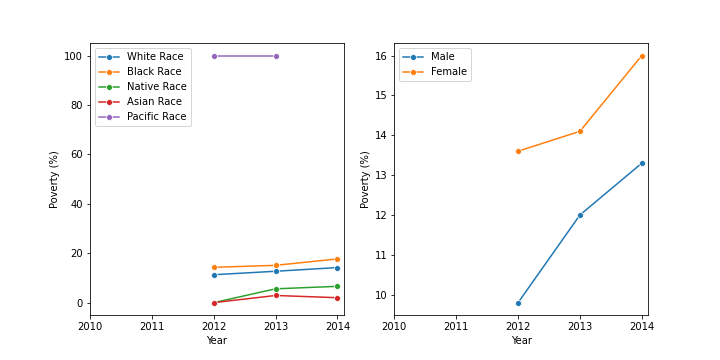 White Race
Black Race
Native Race
Asian Race
Pacific Race
Poverty (%)
100
80
60
40
20
0
2010 2011 2012 2013 2014
Year
Male
Female
Poverty (%)
16
15
14
13
12
11
10
2010 2011 2012 2013 2014
Year